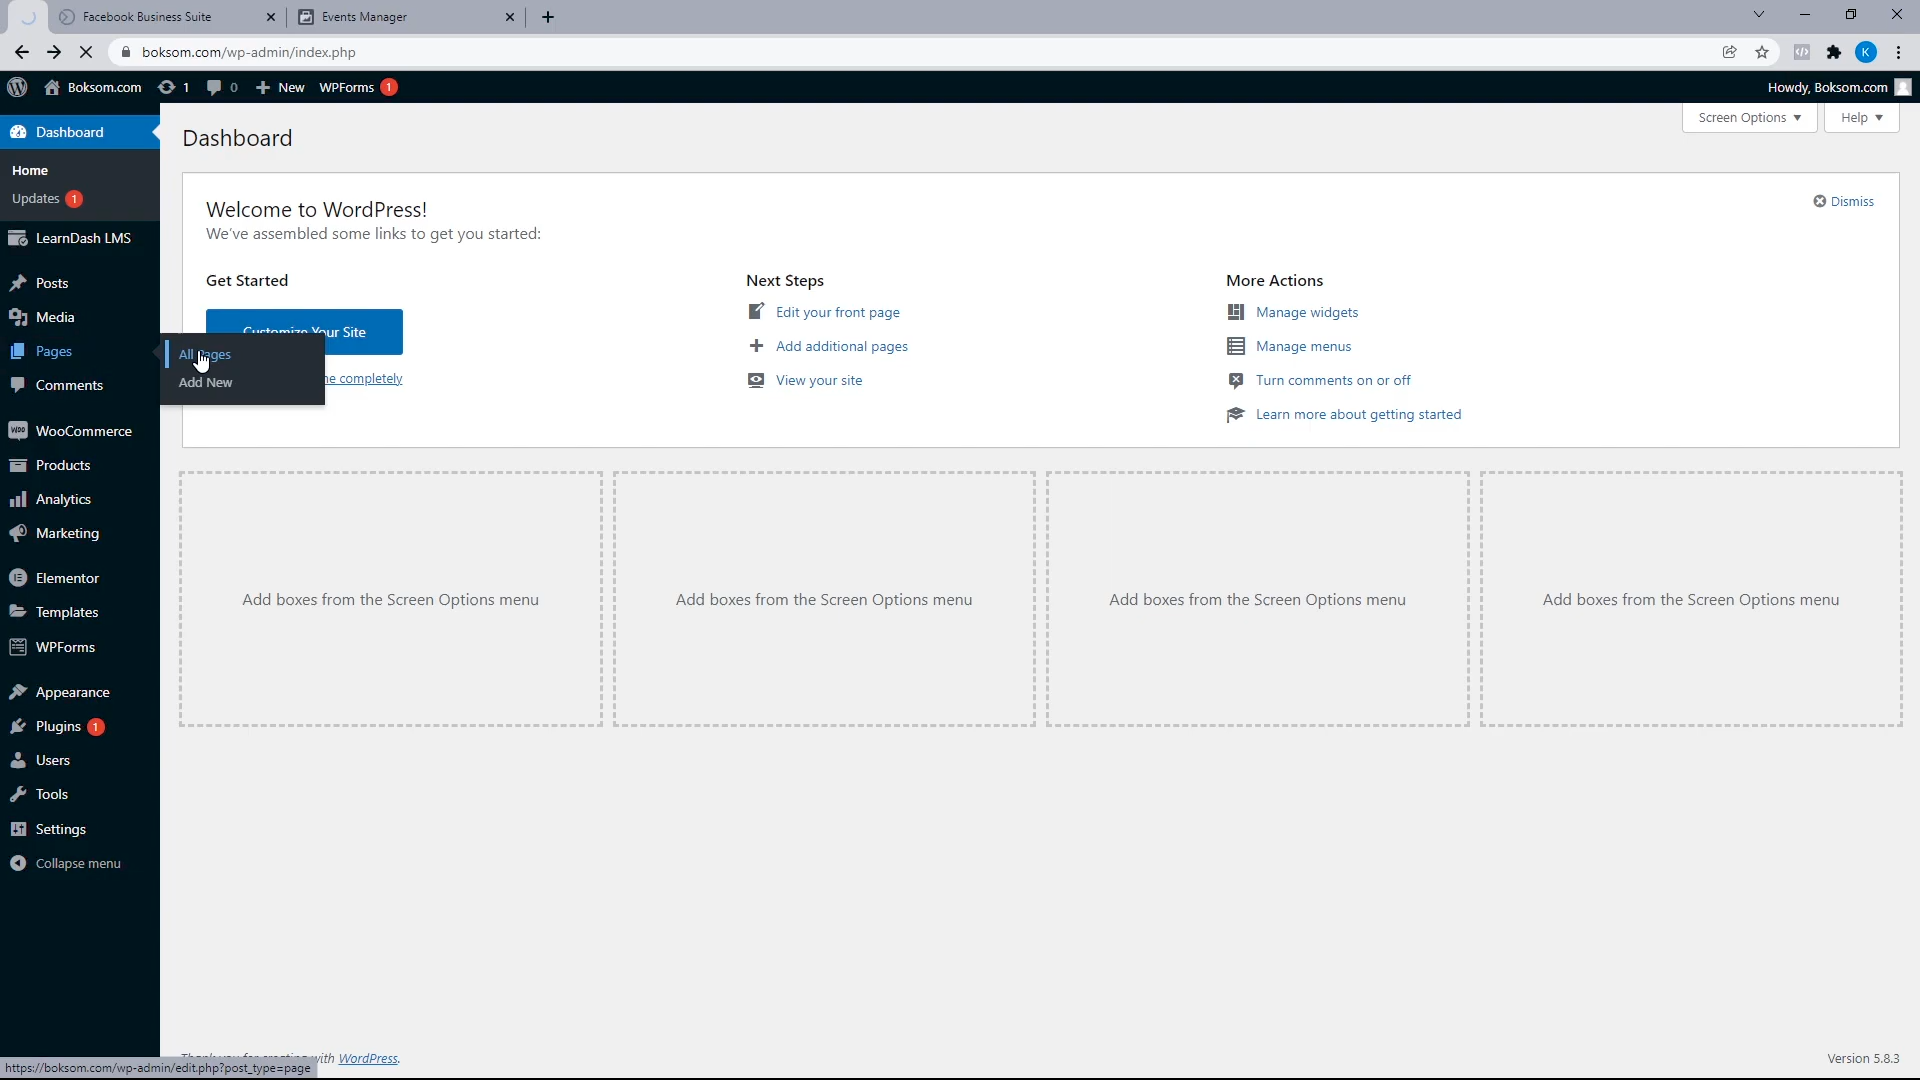 Facebook Business Suite
Events Manager
boksom.com/wp-admin/index.php
K
Boksom.com
1
0
New
WPForms 1
Howdy, Boksom.com
Dashboard
Home
Updates 1
LearnDash LMS
Posts
Media
Pages
Comments
WooCommerce
Products
Analytics
Marketing
Elementor
Templates
WPForms
Appearance
Plugins 1
Users
Tools
Settings
Collapse menu
All Pages
Add New
Dashboard
Screen Options
Help
Welcome to WordPress!
We've assembled some links to get you started:
Dismiss
Get Started
Customize Your Site
completely
Next Steps
Edit your front page
Add additional pages
View your site
More Actions
Manage widgets
Manage menus
Turn comments on or off
Learn more about getting started
Add boxes from the Screen Options menu
Add boxes from the Screen Options menu
Add boxes from the Screen Options menu
Add boxes from the Screen Options menu
with WordPress.
Version 5.8.3
https://boksom.com/wp-admin/edit.php?post_type=page